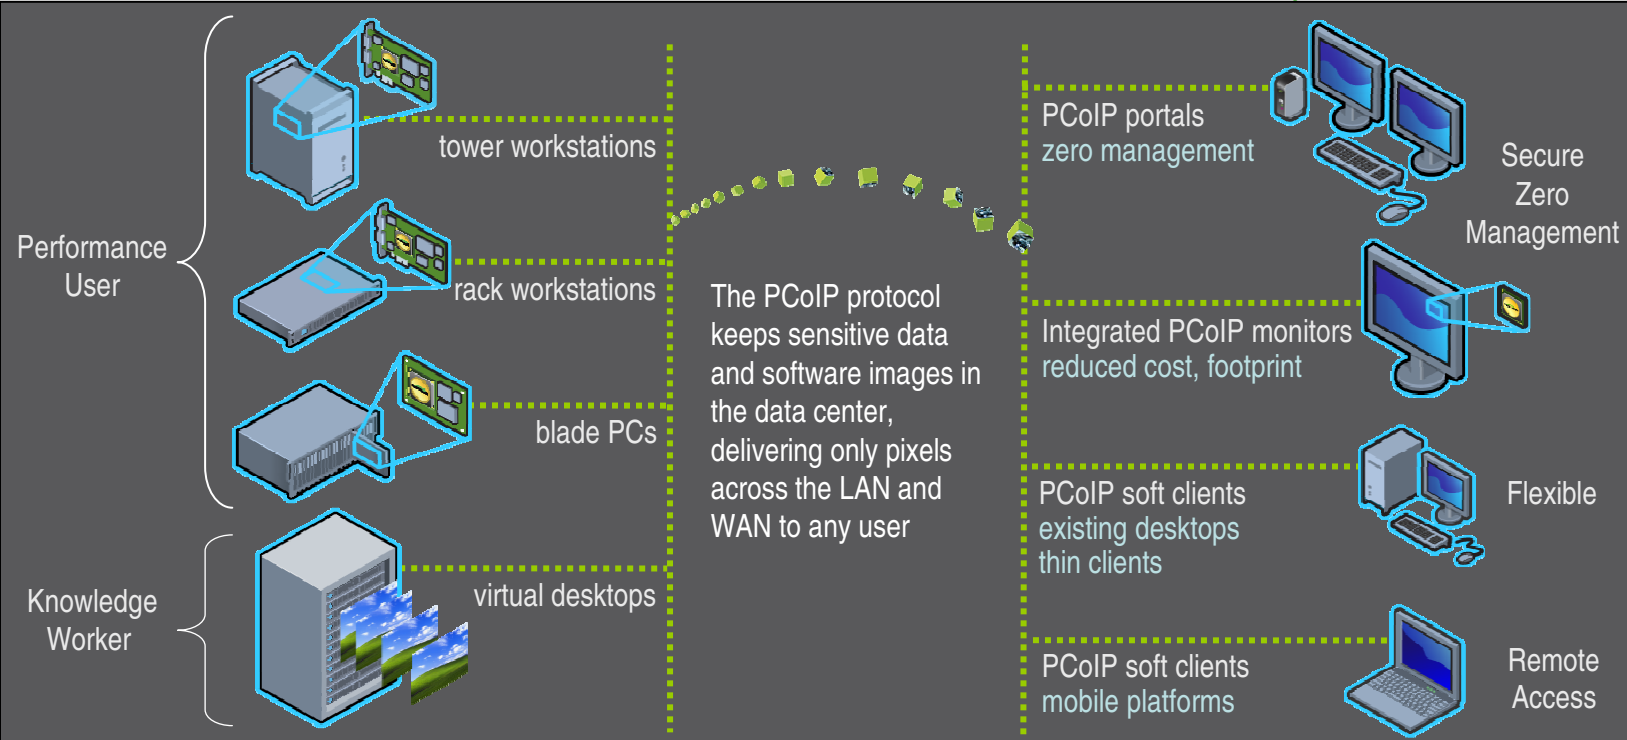 Performance
User
Knowledge
Worker
tower workstations
rack workstations
blade PCs
virtual desktops
The PCoIP protocol
keeps sensitive data
and software images in
the data center,
delivering only pixels
across the LAN and
WAN to any user
PCoIP portals
zero management
Integrated PCoIP monitors
reduced cost, footprint
PCoIP soft clients
existing desktops
thin clients
PCoIP soft clients
mobile platforms
Secure
Zero
Management
Flexible
Remote
Access